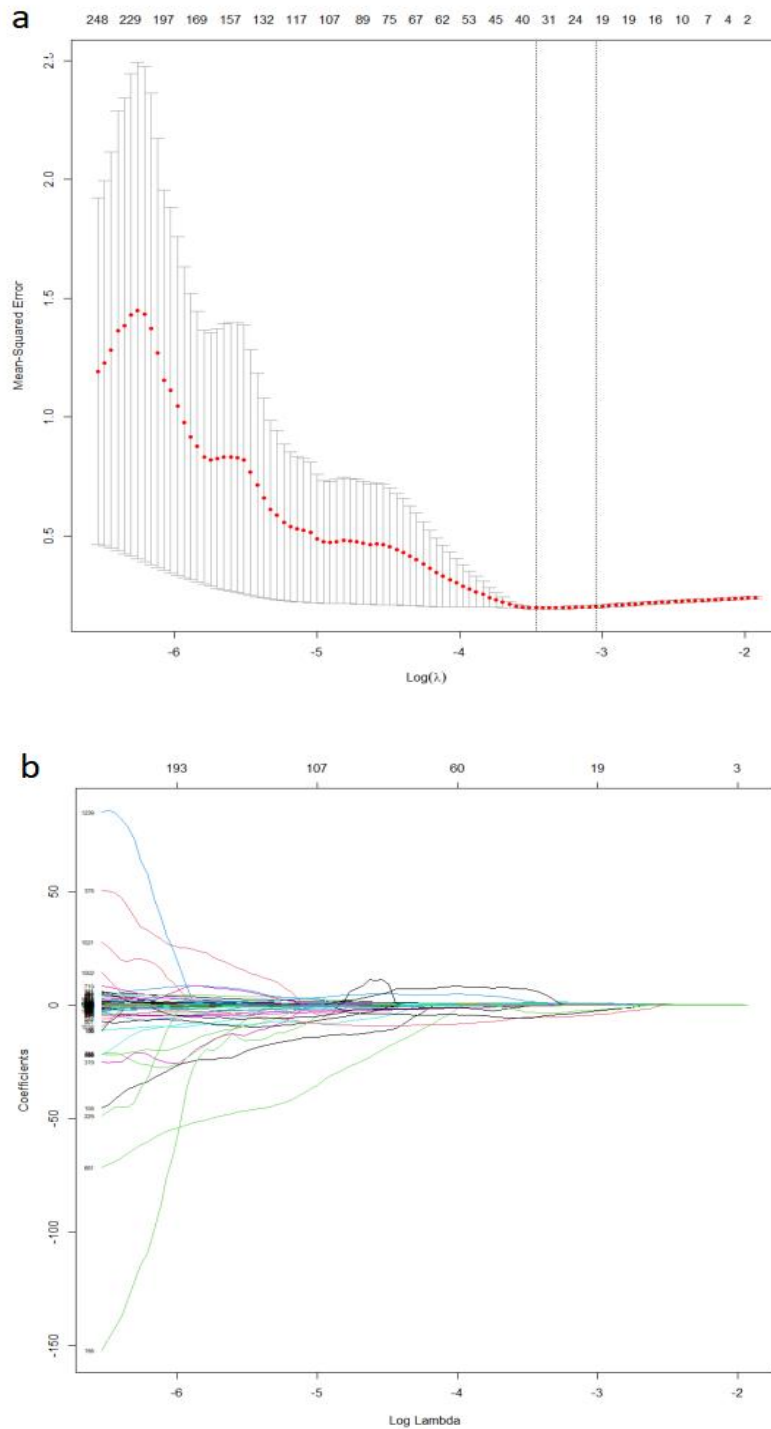 a
248 229 197 169 157 132 117 107 89 75 67 62 53 45 40 31 24 19 19 16 10 7 4 2
2.5
2.0
1.5
1.0
0.5
Mean-Squared Error
-6 -5 -4 -3 -2
Log(λ)
b
193 107 60 19 3
50
0
-50
-100
-150
Coefficients
-6 -5 -4 -3 -2
Log Lambda